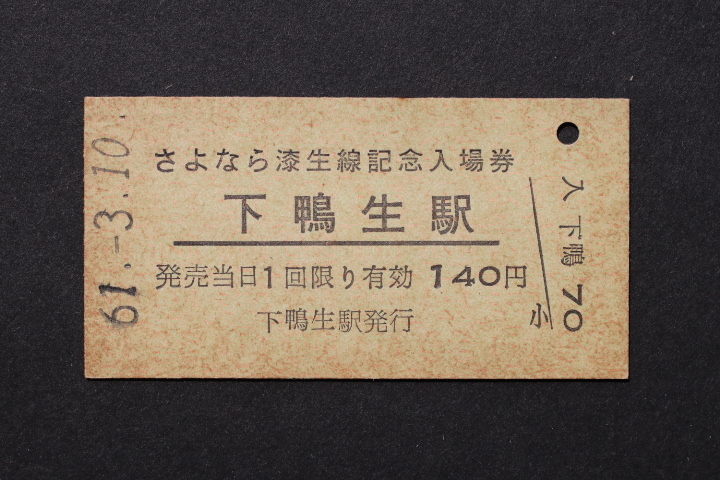 61.-3.10.
さよなら漆生線記念入場券
下鴨生駅
発売当日1回限り有効 140円
下鴨生駅発行
小
入 下鴨 70